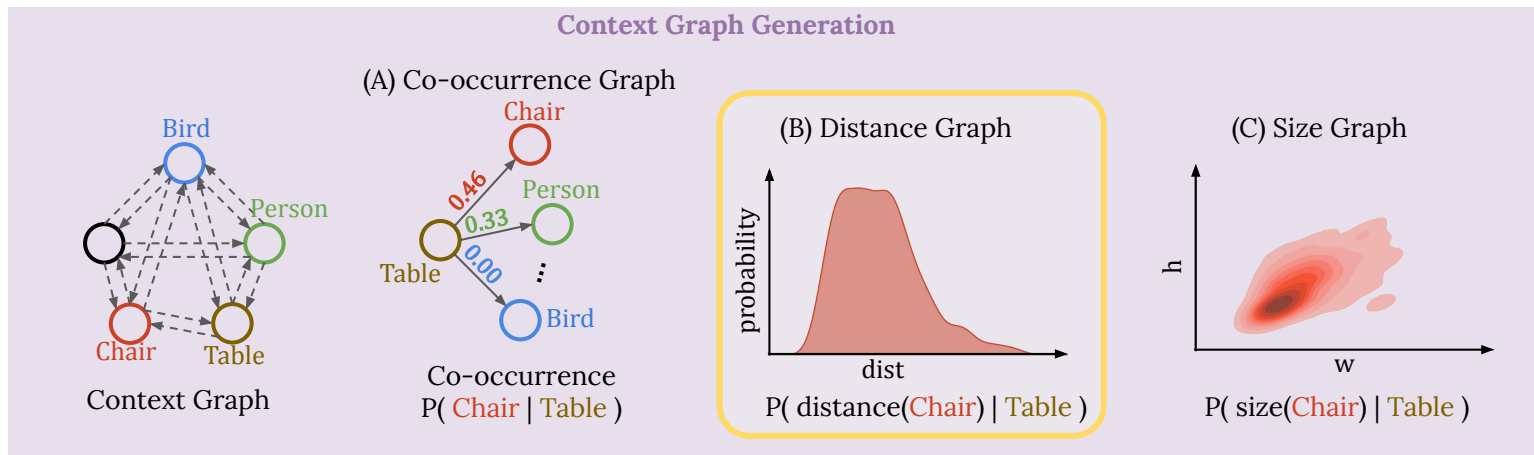 Context Graph Generation
Bird
Person
Chair
Table
Context Graph
(A) Co-occurrence Graph
Chair
0.46
Person
0.33
Table
0.00
...
Bird
Co-occurrence
P( Chair | Table )
(B) Distance Graph
probability
dist
P( distance(Chair) | Table )
(C) Size Graph
h
w
P( size(Chair) | Table )